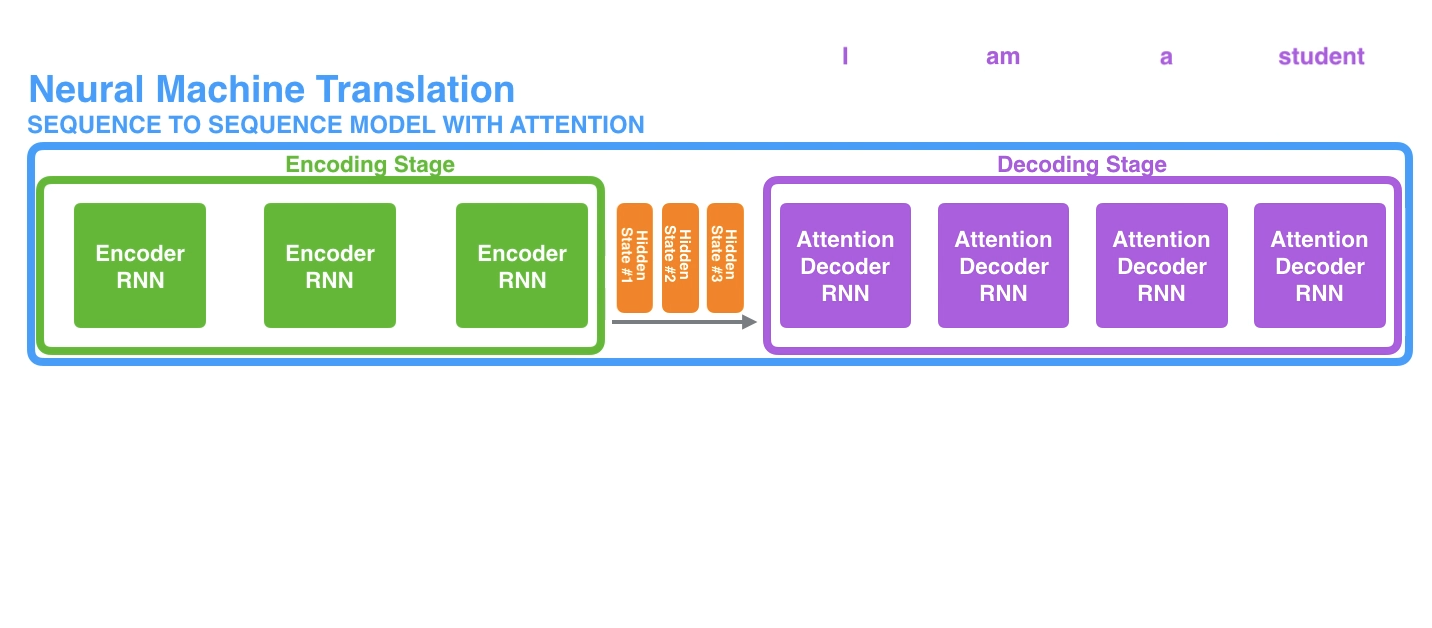 I am a student
Neural Machine Translation
SEQUENCE TO SEQUENCE MODEL WITH ATTENTION
Encoding Stage
Decoding Stage
Encoder
RNN
Encoder
RNN
Encoder
RNN
Hidden
State #1
Hidden
State #2
Hidden
State #3
Attention
Decoder
RNN
Attention
Decoder
RNN
Attention
Decoder
RNN
Attention
Decoder
RNN